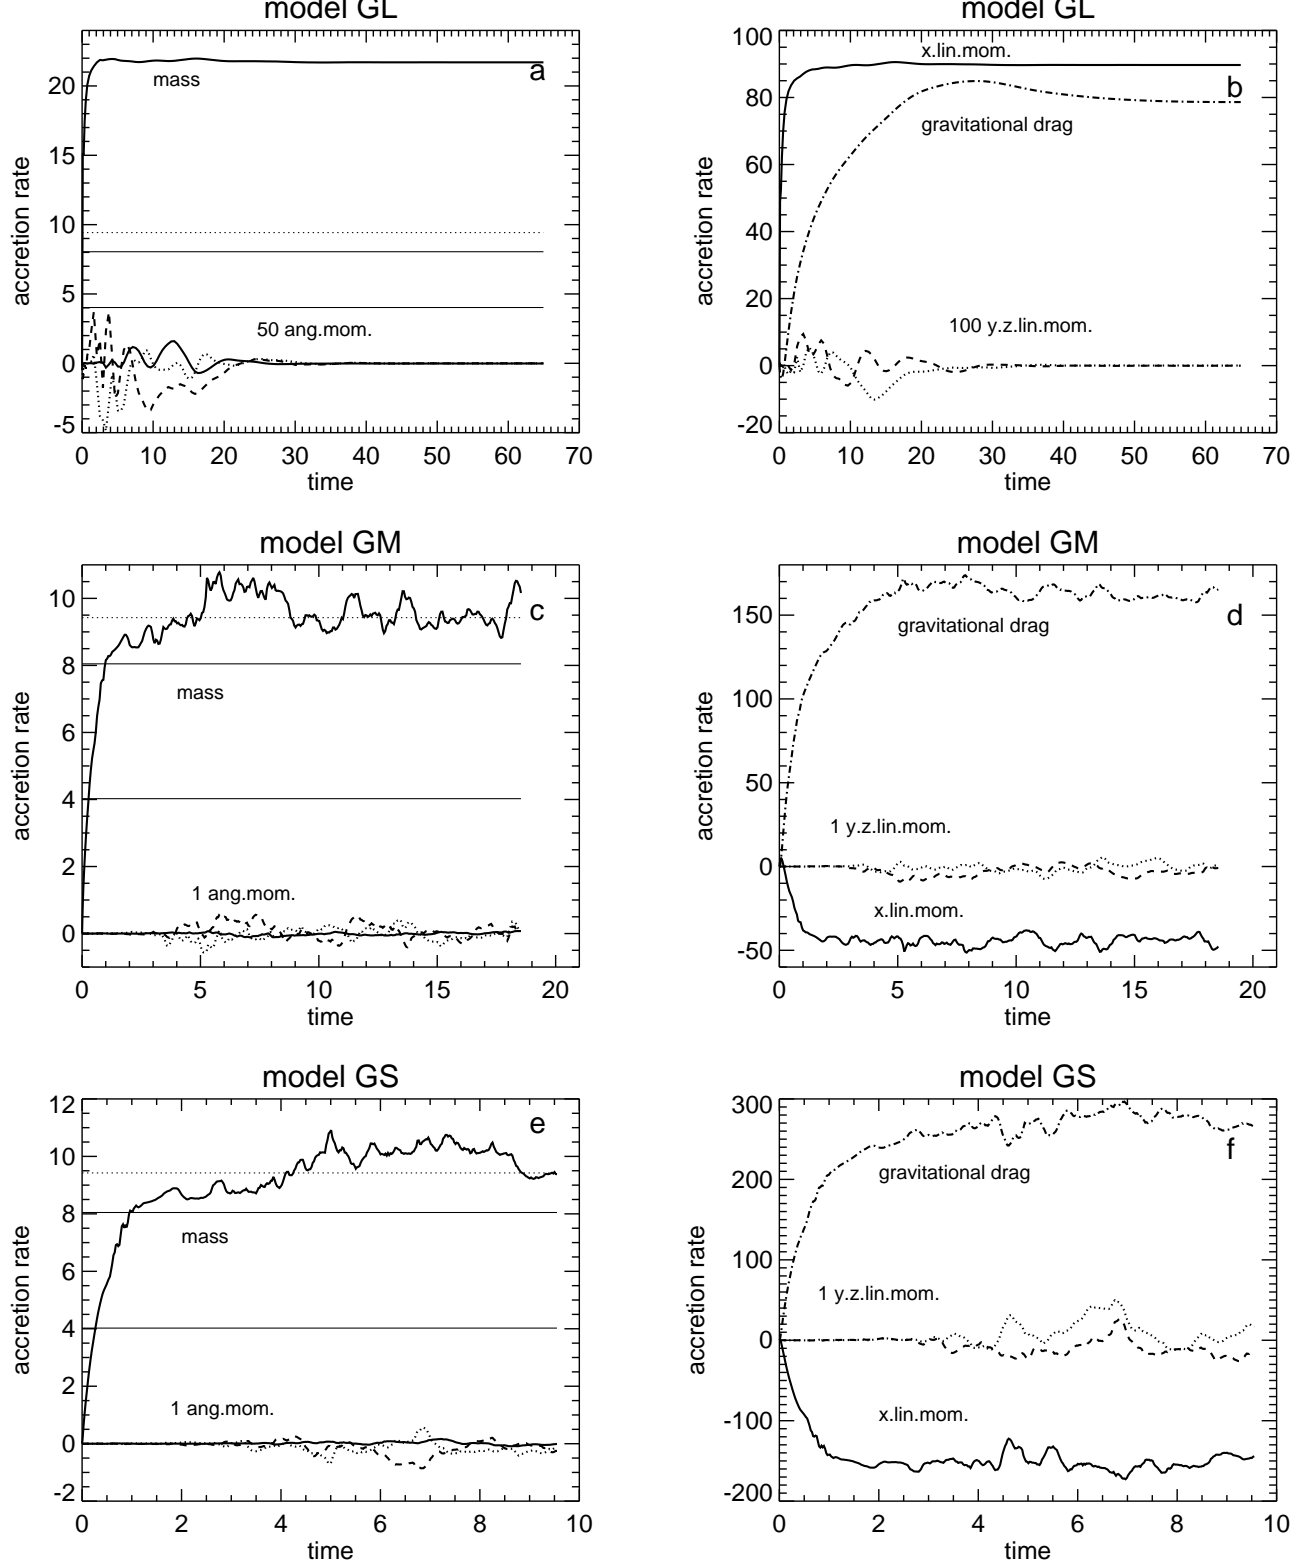 model GL
a
mass
50 ang.mom.
20
15
10
5
0
-5
accretion rate
0 10 20 30 40 50 60 70
time
model GL
x.lin.mom.
b
gravitational drag
100 y.z.lin.mom.
100
80
60
40
20
0
-20
accretion rate
0 10 20 30 40 50 60 70
time
model GM
c
mass
1 ang.mom.
10
8
6
4
2
0
accretion rate
0 5 10 15 20
time
model GM
d
gravitational drag
1 y.z.lin.mom.
x.lin.mom.
150
100
50
0
-50
accretion rate
0 5 10 15 20
time
model GS
e
mass
1 ang.mom.
12
10
8
6
4
2
0
-2
accretion rate
0 2 4 6 8 10
time
model GS
f
gravitational drag
1 y.z.lin.mom.
x.lin.mom.
300
200
100
0
-100
-200
accretion rate
0 2 4 6 8 10
time